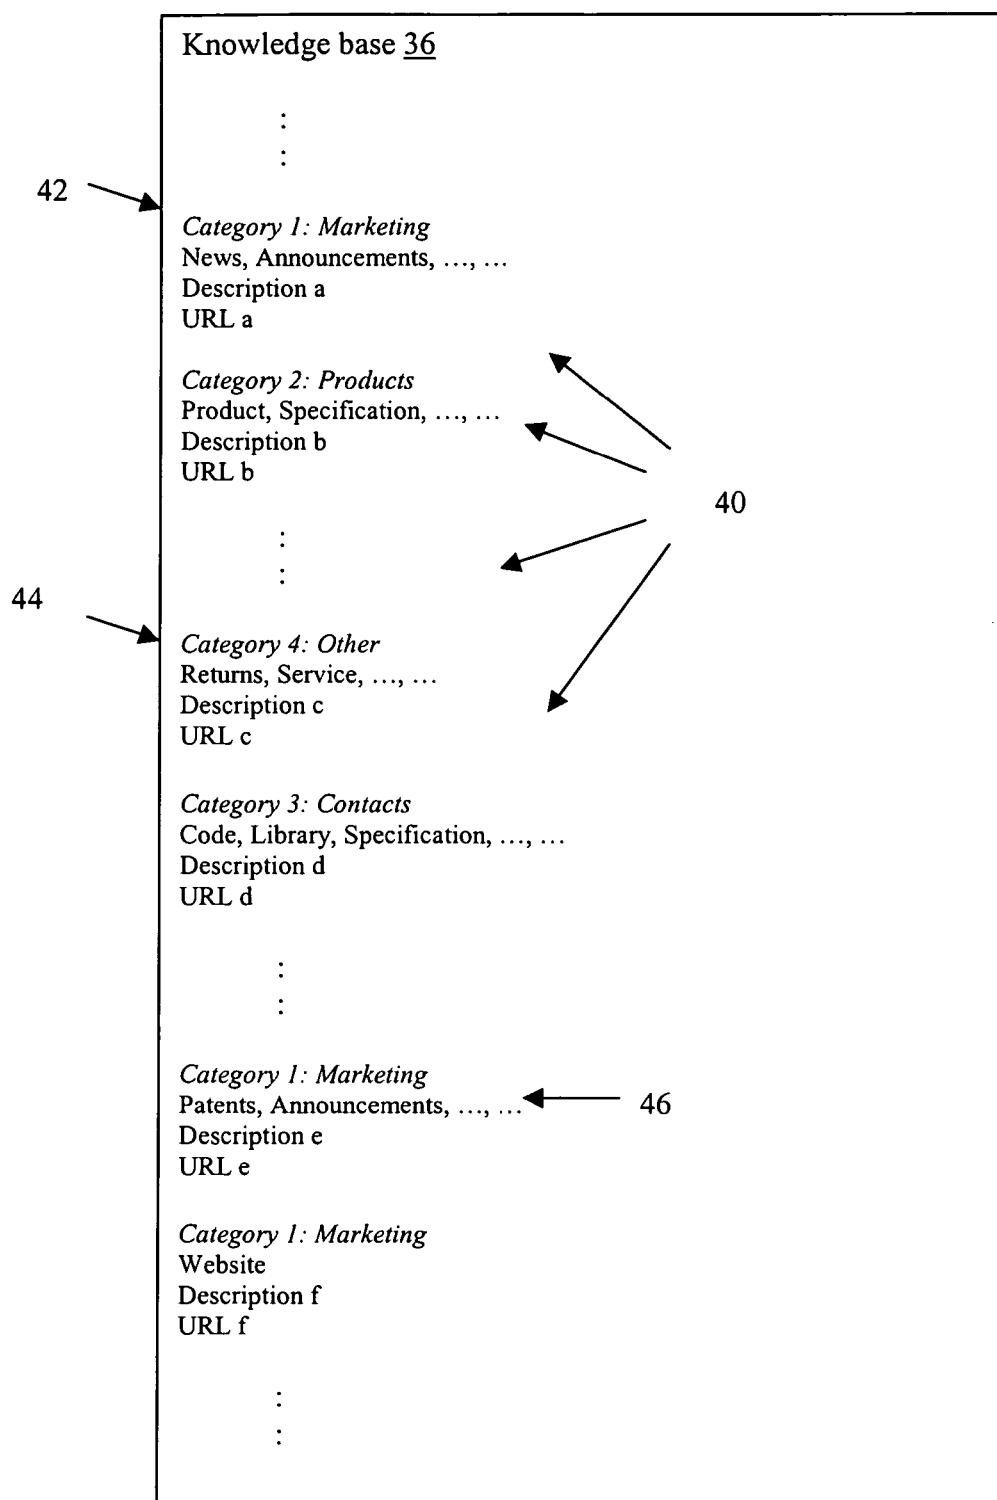 Knowledge base 36
:
:
42
Category 1: Marketing
News, Announcements, ..., ...
Description a
URL a
Category 2: Products
Product, Specification, ..., ...
Description b
URL b
40
:
:
44
Category 4: Other
Returns, Service, ..., ...
Description c
URL c
Category 3: Contacts
Code, Library, Specification, ..., ...
Description d
URL d
:
:
Category 1: Marketing
Patents, Announcements, ..., ...
46
Description e
URL e
Category 1: Marketing
Website
Description f
URL f
:
: